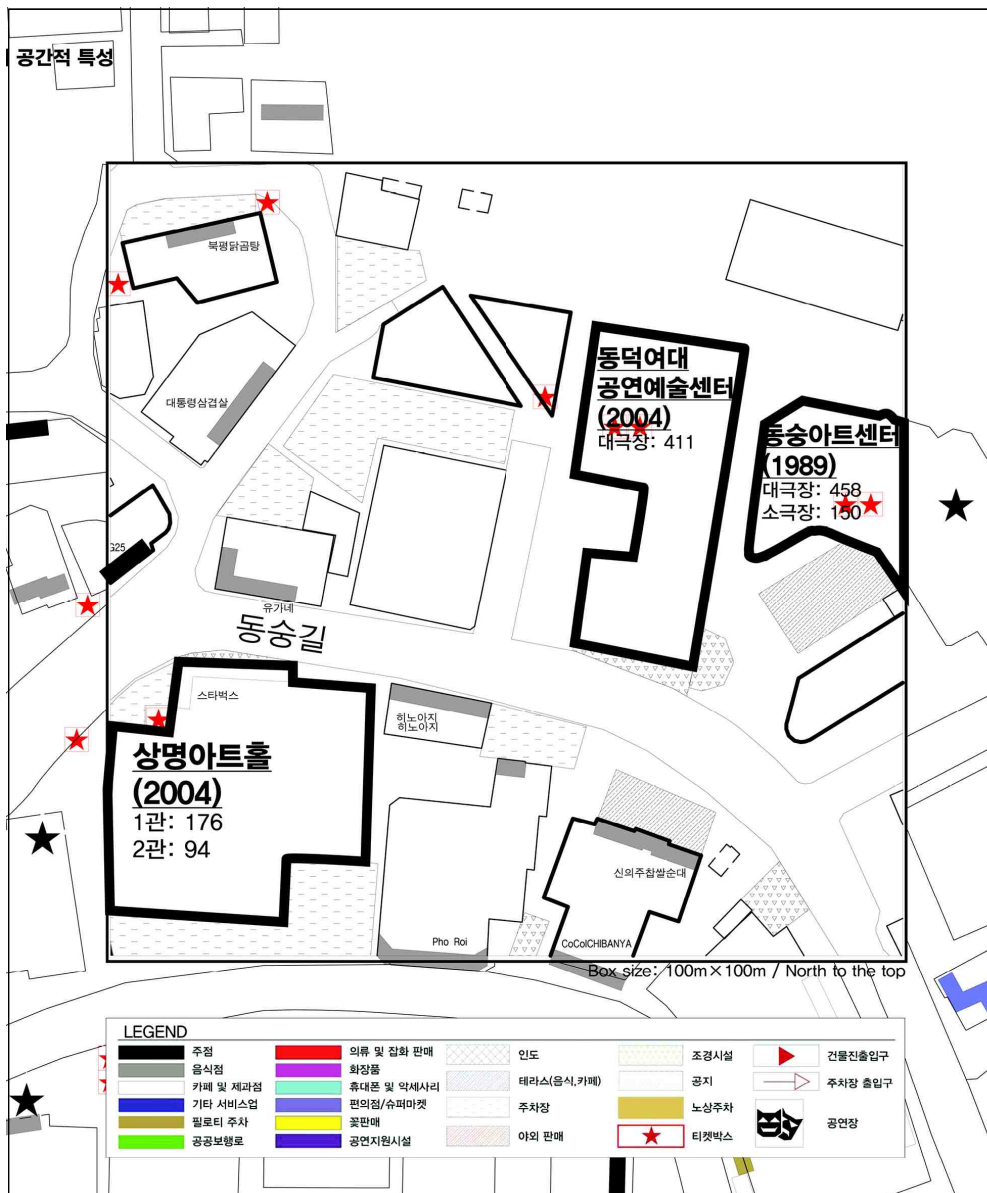 공간적 특성
북평닭곰탕
대통령삼겹살
동덕여대
공연예술센터
(2004)
대극장: 411
동숭아트센터
(1989)
대극장: 458
소극장: 150
G25
유가네
동숭길
스타벅스
히노아지
히노아지
상명아트홀
(2004)
1관: 176
2관: 94
신의주찹쌀순대
Pho Roi
CoCoICHIBANYA
Box size: 100m×100m / North to the top
LEGEND
주점
음식점
카페 및 제과점
기타 서비스업
필로티 주차
공공보행로
의류 및 잡화 판매
화장품
휴대폰 및 악세사리
편의점/슈퍼마켓
꽃판매
공연지원시설
인도
테라스(음식,카페)
주차장
야외 판매
조경시설
공지
노상주차
티켓박스
건물진출입구
주차장 출입구
공연장